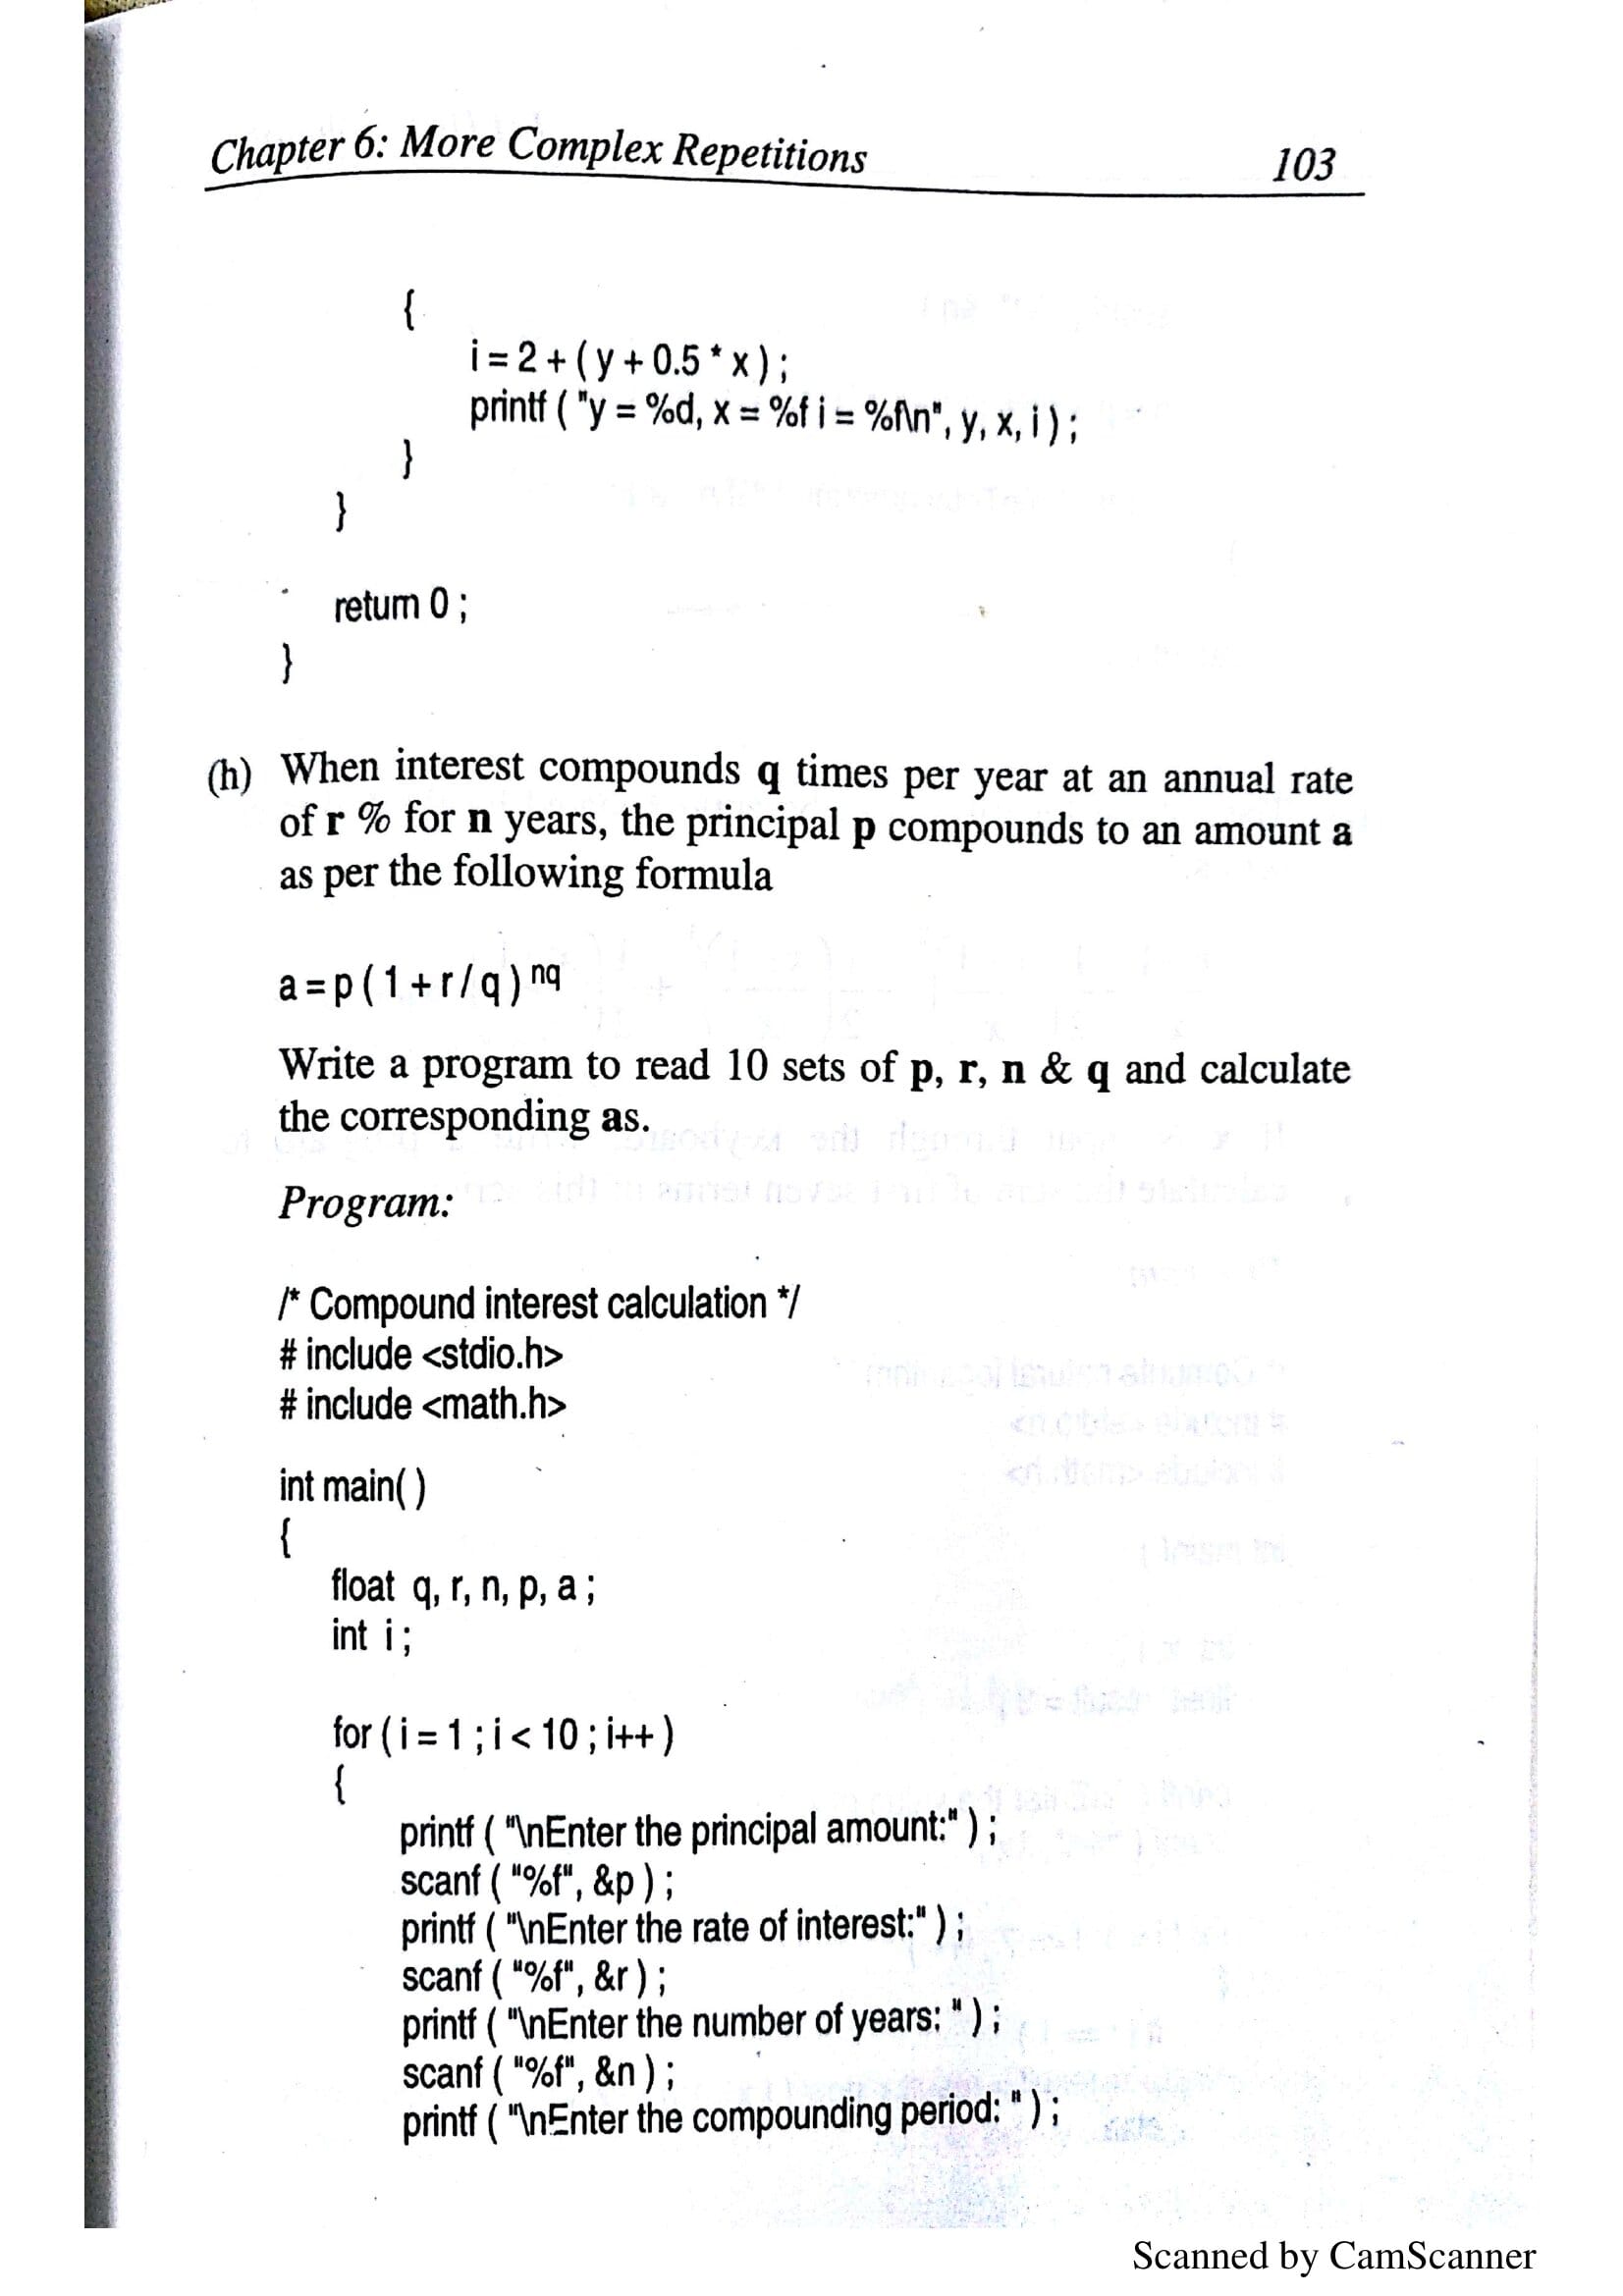 Chapter 6: More Complex Repetitions 103
{
i = 2 + ( y + 0.5 * x ) ;
printf ( "y = %d, x = %f i = %f\n", y, x, i ) ;
}
}
return 0 ;
}
(h) When interest compounds q times per year at an annual rate
of r % for n years, the principal p compounds to an amount a
as per the following formula
a = p ( 1 + r / q ) nq
Write a program to read 10 sets of p, r, n & q and calculate
the corresponding as.
Program:
/* Compound interest calculation */
# include <stdio.h>
# include <math.h>
int main( )
{
float q, r, n, p, a ;
int i ;
for ( i = 1 ; i < 10 ; i++ )
{
printf ( "\nEnter the principal amount:" ) ;
scanf ( "%f", &p ) ;
printf ( "\nEnter the rate of interest:" ) ;
scanf ( "%f", &r ) ;
printf ( "\nEnter the number of years: " ) ;
scanf ( "%f", &n ) ;
printf ( "\nEnter the compounding period: " ) ;
Scanned by CamScanner